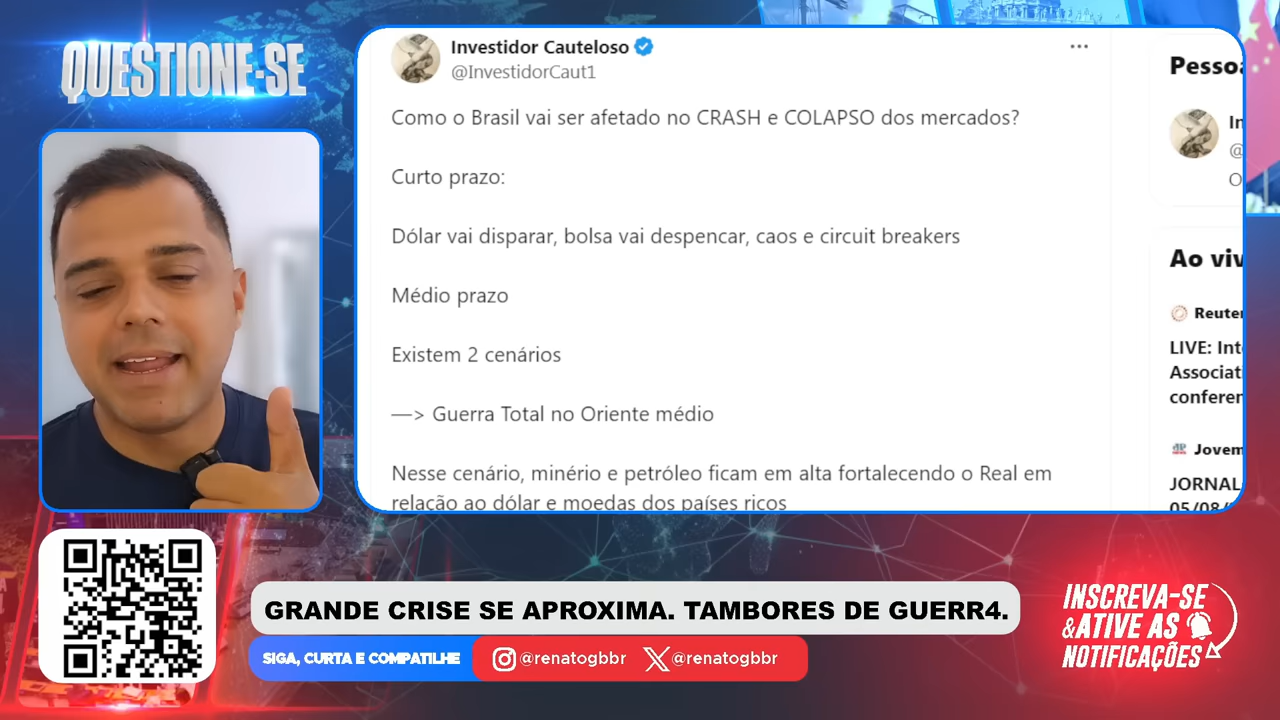 QUESTIONE-SE
Investidor Cauteloso
@InvestidorCaut1
Como o Brasil vai ser afetado no CRASH e COLAPSO dos mercados?
Curto prazo:
Dólar vai disparar, bolsa vai despencar, caos e circuit breakers
Médio prazo
Existem 2 cenários
—> Guerra Total no Oriente médio
Nesse cenário, minério e petróleo ficam em alta fortalecendo o Real em
relação ao dólar e moedas dos países ricos
Pessoa
In
@
O
Ao viv
Reuter
LIVE: Int
Associat
conferen
Jovem
JORNAL
05/08/
GRANDE CRISE SE APROXIMA. TAMBORES DE GUERR4.
SIGA, CURTA E COMPATILHE
@renatogbbr
@renatogbbr
INSCREVA-SE
&ATIVE AS
NOTIFICAÇÕES